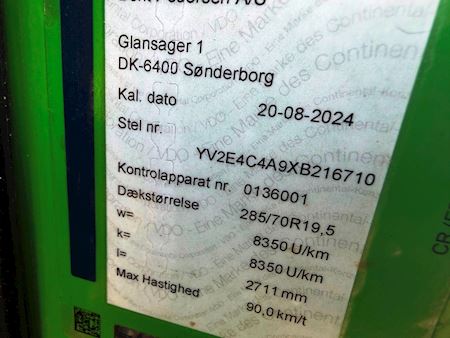 Glansager 1
DK-6400 Sønderborg
Kal. dato 20-08-2024
Stel nr. YV2E4C4A9XB216710
Kontrolapparat nr. 0136001
Dækstørrelse 285/70R19,5
w= 8350 U/km
k= 8350 U/km
l= 2711 mm
Max Hastighed 90,0 km/t